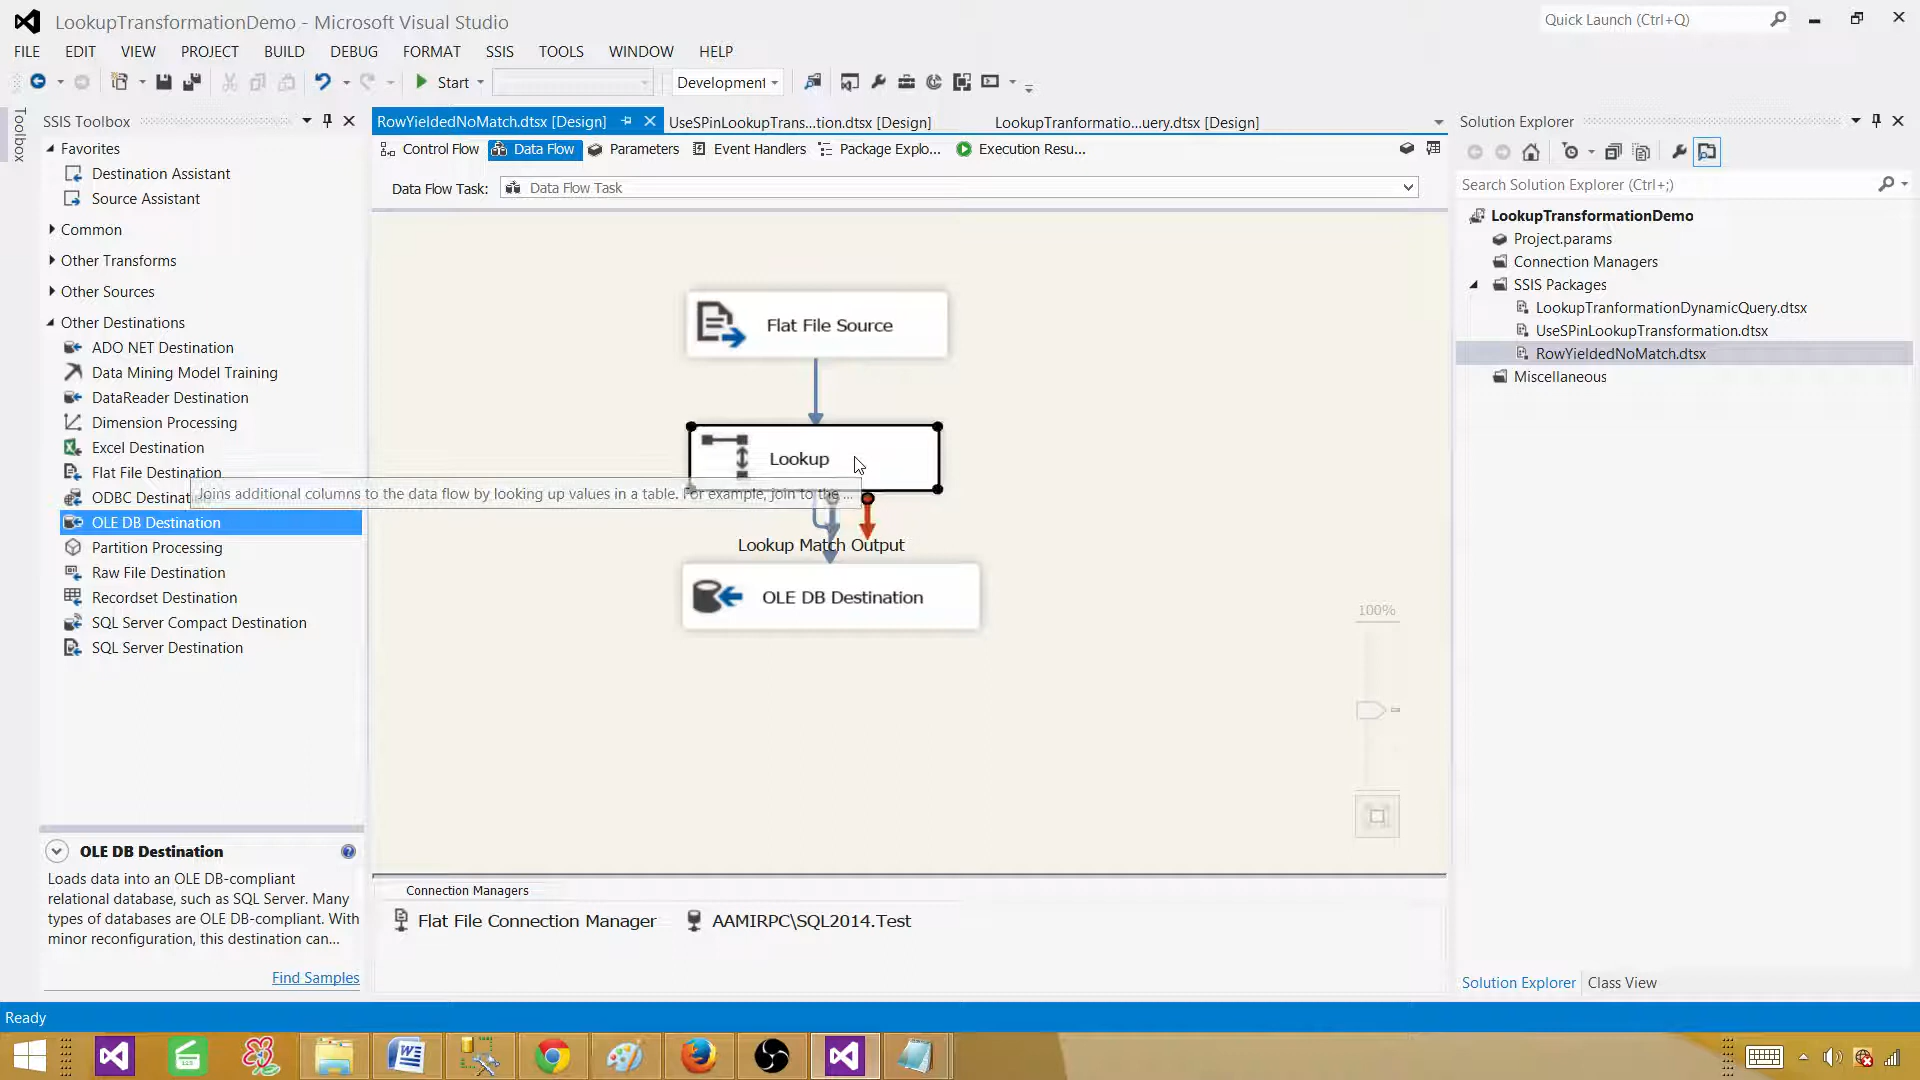 LookupTransformationDemo - Microsoft Visual Studio
Quick Launch (Ctrl+Q)
FILE EDIT VIEW PROJECT BUILD DEBUG FORMAT SSIS TOOLS WINDOW HELP
Start
Development
Toolbox
SSIS Toolbox
Favorites
Destination Assistant
Source Assistant
Common
Other Transforms
Other Sources
Other Destinations
ADO NET Destination
Data Mining Model Training
DataReader Destination
Dimension Processing
Excel Destination
Flat File Destination
ODBC Destinat
OLE DB Destination
Partition Processing
Raw File Destination
Recordset Destination
SQL Server Compact Destination
SQL Server Destination
OLE DB Destination
Loads data into an OLE DB-compliant
relational database, such as SQL Server. Many
types of databases are OLE DB-compliant. With
minor reconfiguration, this destination can...
Find Samples
RowYieldedNoMatch.dtsx [Design] UseSPinLookupTrans...tion.dtsx [Design] LookupTranformatio...uery.dtsx [Design]
Control Flow Data Flow Parameters Event Handlers Package Explo... Execution Resu...
Data Flow Task: Data Flow Task
Flat File Source
Lookup
Joins additional columns to the data flow by looking up values in a table. For example, join to the ...
Lookup Match Output
OLE DB Destination
100%
Connection Managers
Flat File Connection Manager AAMIRPC\SQL2014.Test
Solution Explorer
Search Solution Explorer (Ctrl+;)
LookupTransformationDemo
Project.params
Connection Managers
SSIS Packages
LookupTranformationDynamicQuery.dtsx
UseSPinLookupTransformation.dtsx
RowYieldedNoMatch.dtsx
Miscellaneous
Solution Explorer Class View
Ready